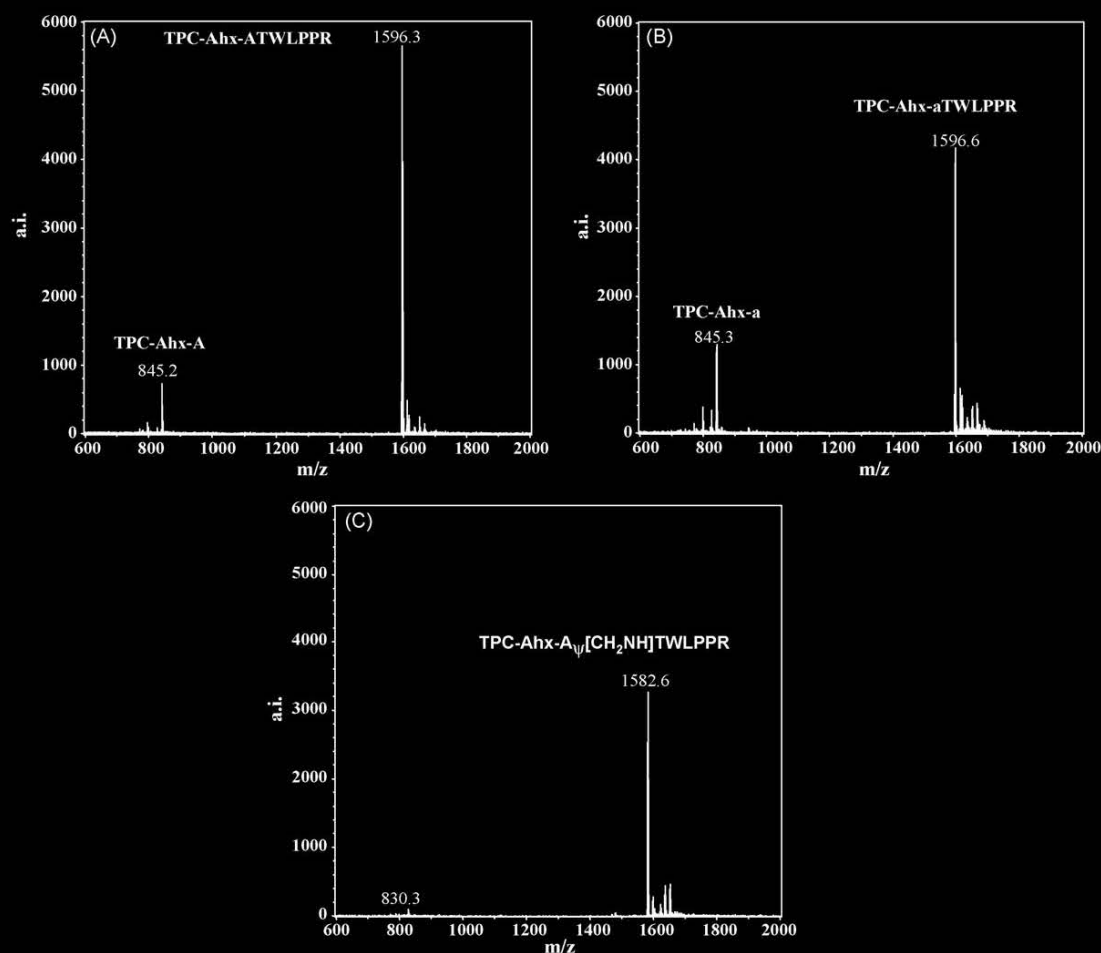 (A)
TPC-Ahx-ATWLPPR
1596.3
TPC-Ahx-A
845.2
6000
5000
4000
3000
2000
1000
0
a.i.
600 800 1000 1200 1400 1600 1800 2000
m/z
(B)
TPC-Ahx-aTWLPPR
1596.6
TPC-Ahx-a
845.3
6000
5000
4000
3000
2000
1000
0
a.i.
600 800 1000 1200 1400 1600 1800 2000
m/z
(C)
TPC-Ahx-Aψ[CH₂NH]TWLPPR
1582.6
830.3
6000
5000
4000
3000
2000
1000
0
a.i.
600 800 1000 1200 1400 1600 1800 2000
m/z